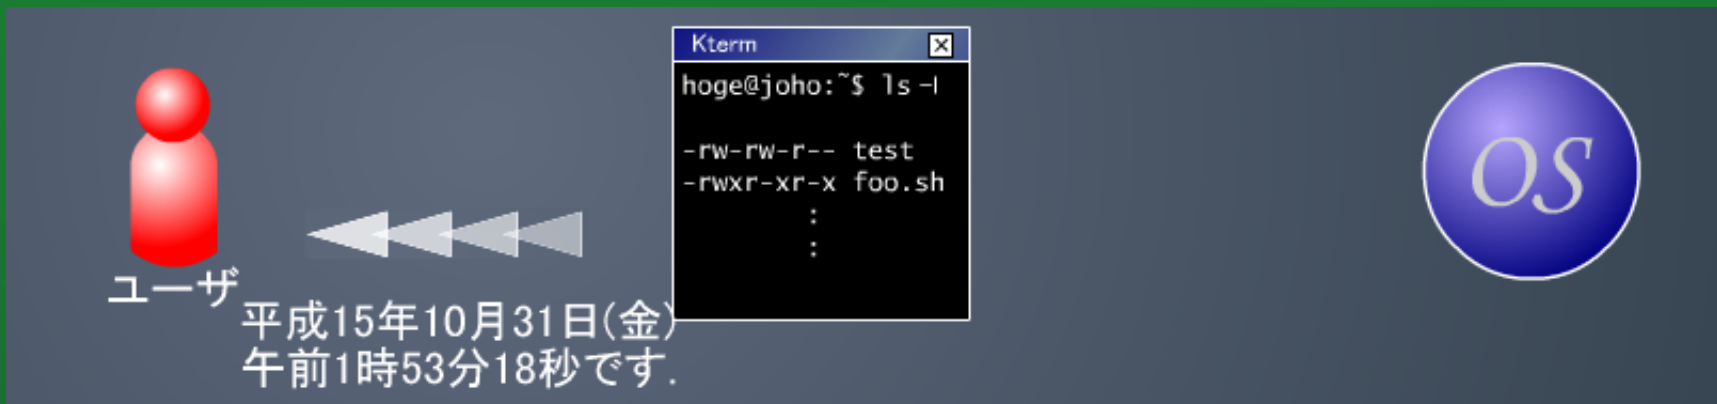 Kterm
hoge@joho:~$ ls -l
-rw-rw-r-- test
-rwxr-xr-x foo.sh
:
:
OS
ユーザ
平成15年10月31日(金)
午前1時53分18秒です.